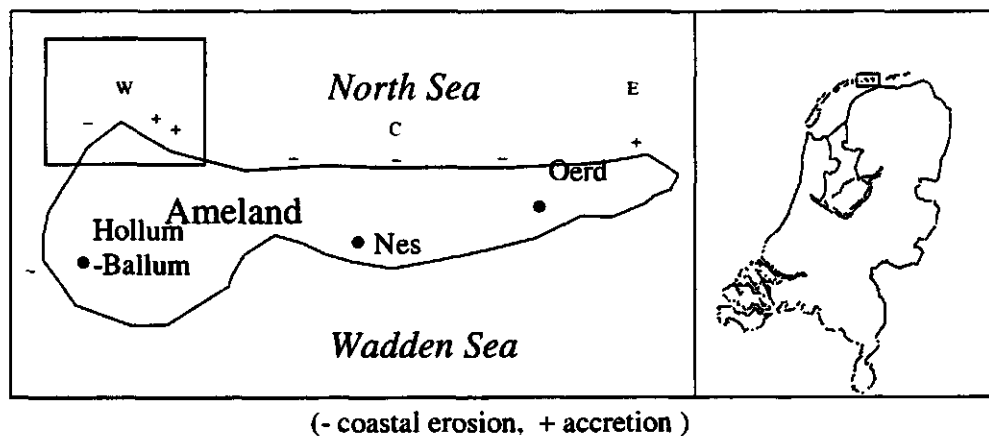 W
North Sea
E
- + +
C
- - - +
Oerd
Ameland
Hollum
-Ballum
Nes
~
Wadden Sea
(- coastal erosion, + accretion )